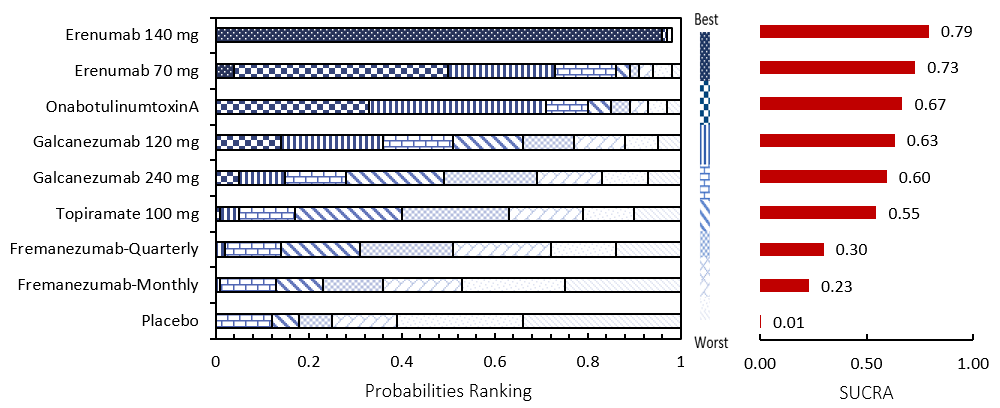 Best
Erenumab 140 mg
0.79
Erenumab 70 mg
0.73
OnabotulinumtoxinA
0.67
Galcanezumab 120 mg
0.63
Galcanezumab 240 mg
0.60
Topiramate 100 mg
0.55
Fremanezumab-Quarterly
0.30
Fremanezumab-Monthly
0.23
Placebo
0.01
Worst
0 0.2 0.4 0.6 0.8 1
0.00 0.50 1.00
Probabilities Ranking
SUCRA